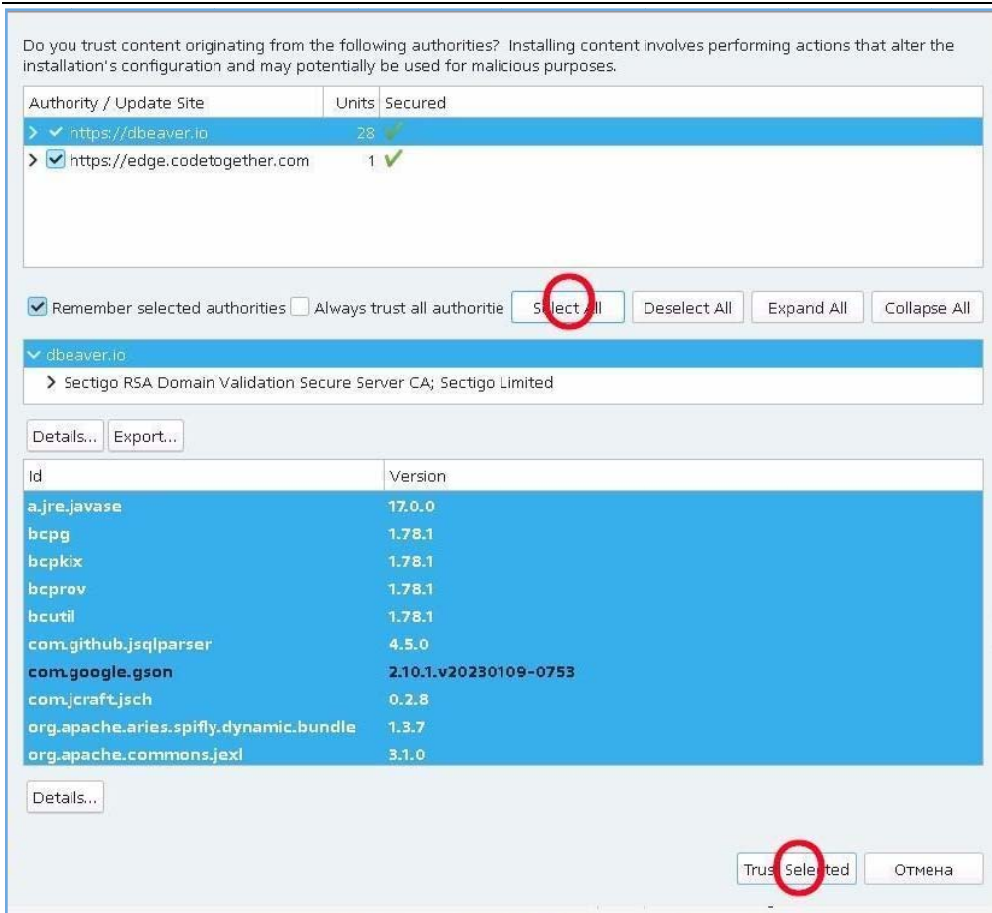 Do you trust content originating from the following authorities? Installing content involves performing actions that alter the
installation's configuration and may potentially be used for malicious purposes.
Authority / Update Site Units Secured
https://dbeaver.io 28
https://edge.codetogether.com 1
Remember selected authorities Always trust all authoritie Select All Deselect All Expand All Collapse All
dbeaver.io
Sectigo RSA Domain Validation Secure Server CA; Sectigo Limited
Details... Export...
Id Version
a.jre.javase 17.0.0
bcpg 1.78.1
bcpkix 1.78.1
bcprov 1.78.1
bcutil 1.78.1
com.github.jsqlparser 4.5.0
com.google.gson 2.10.1.v20230109-0753
com.jcraft.jsch 0.2.8
org.apache.aries.spifly.dynamic.bundle 1.3.7
org.apache.commons.jexl 3.1.0
Details...
Trust Selected Отмена